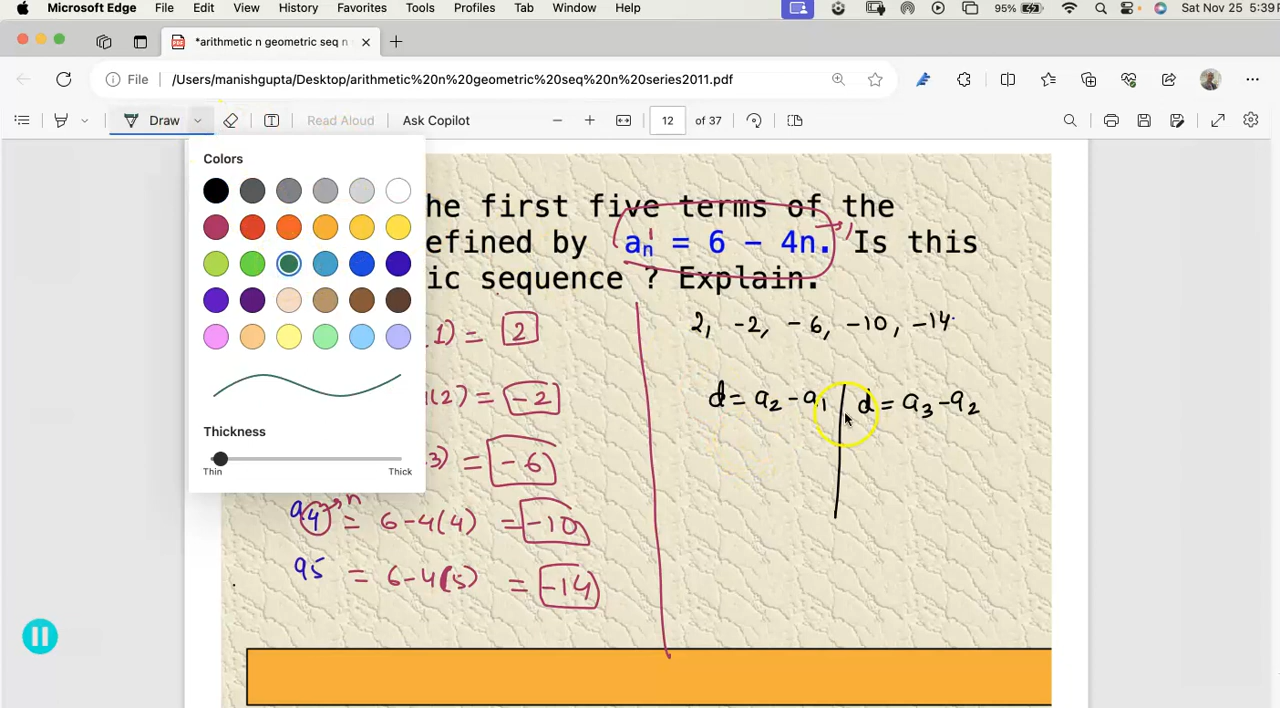 Microsoft Edge File Edit View History Favorites Tools Profiles Tab Window Help 95% Sat Nov 25 5:39
*arithmetic n geometric seq n
File /Users/manishgupta/Desktop/arithmetic%20n%20geometric%20seq%20n%20series2011.pdf
Draw Read Aloud Ask Copilot 12 of 37
Colors
Thickness
Thin Thick
he first five terms of the
efined by an = 6 - 4n. Is this
ic sequence ? Explain.
1) = 2
(2) = -2
3) = -6
a4 → n = 6-4(4) = -10
a5 = 6-4(5) = -14
2, -2, -6, -10, -14
d = a2 - a1 d = a3 - a2